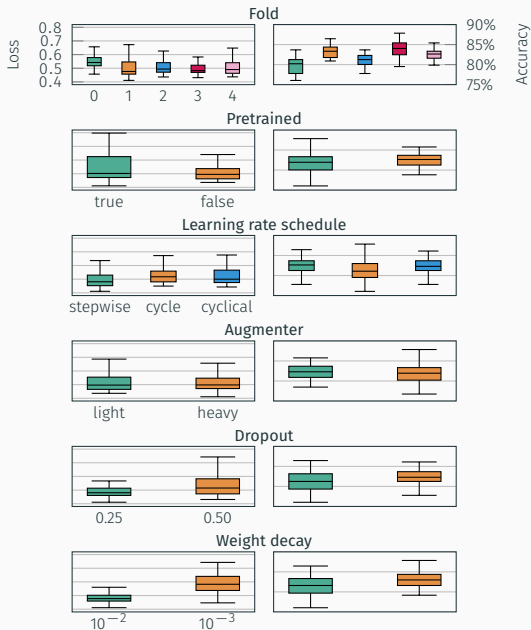 Fold
Loss
0.8
0.7
0.6
0.5
0.4
0 1 2 3 4
90%
85%
80%
75%
Accuracy
Pretrained
true false
Learning rate schedule
stepwise cycle cyclical
Augmenter
light heavy
Dropout
0.25 0.50
Weight decay
10⁻² 10⁻³